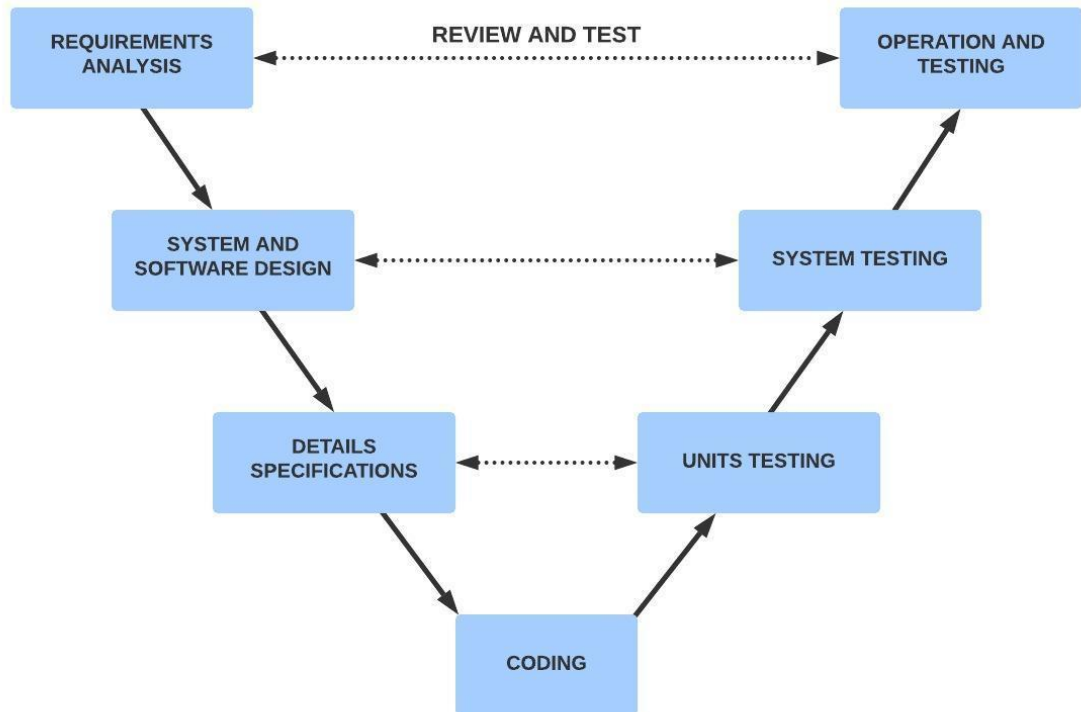 REQUIREMENTS
ANALYSIS
REVIEW AND TEST
OPERATION AND
TESTING
SYSTEM AND
SOFTWARE DESIGN
SYSTEM TESTING
DETAILS
SPECIFICATIONS
UNITS TESTING
CODING